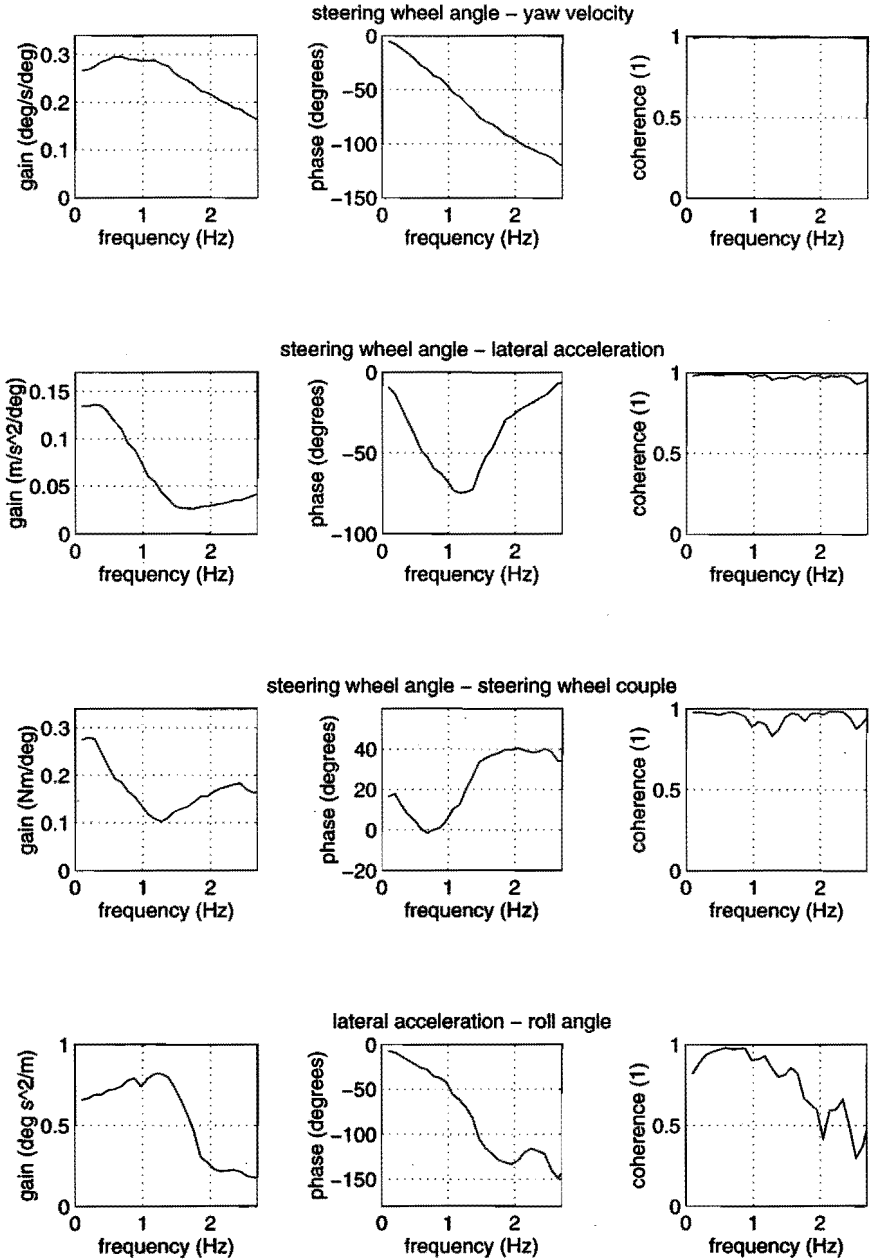 steering wheel angle – yaw velocity
gain (deg/s/deg)
0.3
0.2
0.1
0
0 1 2
frequency (Hz)
phase (degrees)
0
−50
−100
−150
0 1 2
frequency (Hz)
coherence (1)
1
0.5
0
0 1 2
frequency (Hz)
steering wheel angle – lateral acceleration
gain (m/s^2/deg)
0.15
0.1
0.05
0
0 1 2
frequency (Hz)
phase (degrees)
0
−50
−100
0 1 2
frequency (Hz)
coherence (1)
1
0.5
0
0 1 2
frequency (Hz)
steering wheel angle – steering wheel couple
gain (Nm/deg)
0.3
0.2
0.1
0
0 1 2
frequency (Hz)
phase (degrees)
40
20
0
−20
0 1 2
frequency (Hz)
coherence (1)
1
0.5
0
0 1 2
frequency (Hz)
lateral acceleration – roll angle
gain (deg s^2/m)
1
0.5
0
0 1 2
frequency (Hz)
phase (degrees)
0
−50
−100
−150
0 1 2
frequency (Hz)
coherence (1)
1
0.5
0
0 1 2
frequency (Hz)